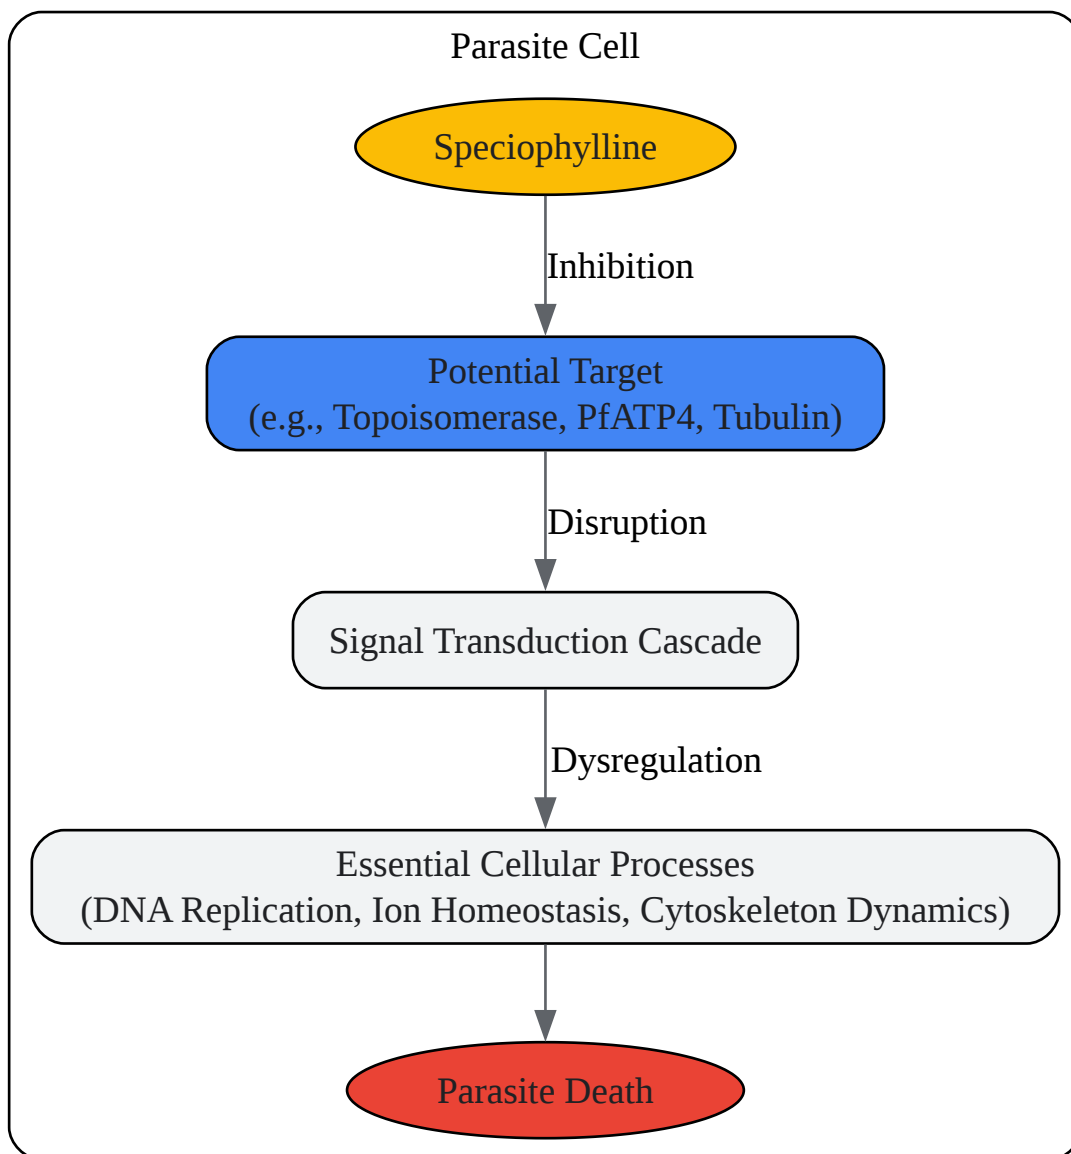 Parasite Cell
Speciophylline
Inhibition
Potential Target
(e.g., Topoisomerase, PfATP4, Tubulin)
Disruption
Signal Transduction Cascade
Dysregulation
Essential Cellular Processes
(DNA Replication, Ion Homeostasis, Cytoskeleton Dynamics)
Parasite Death